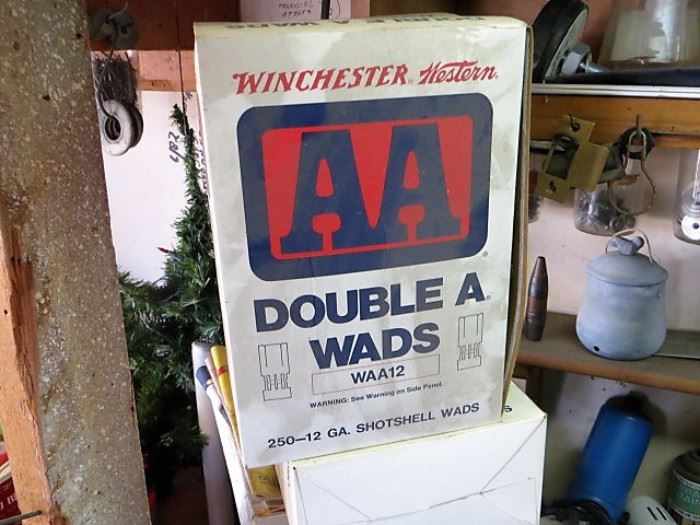 WINCHESTER® Western®
AA®
DOUBLE A®
WADS
WAA12
WARNING: See Warning on Side Panel.
250–12 GA. SHOTSHELL WADS